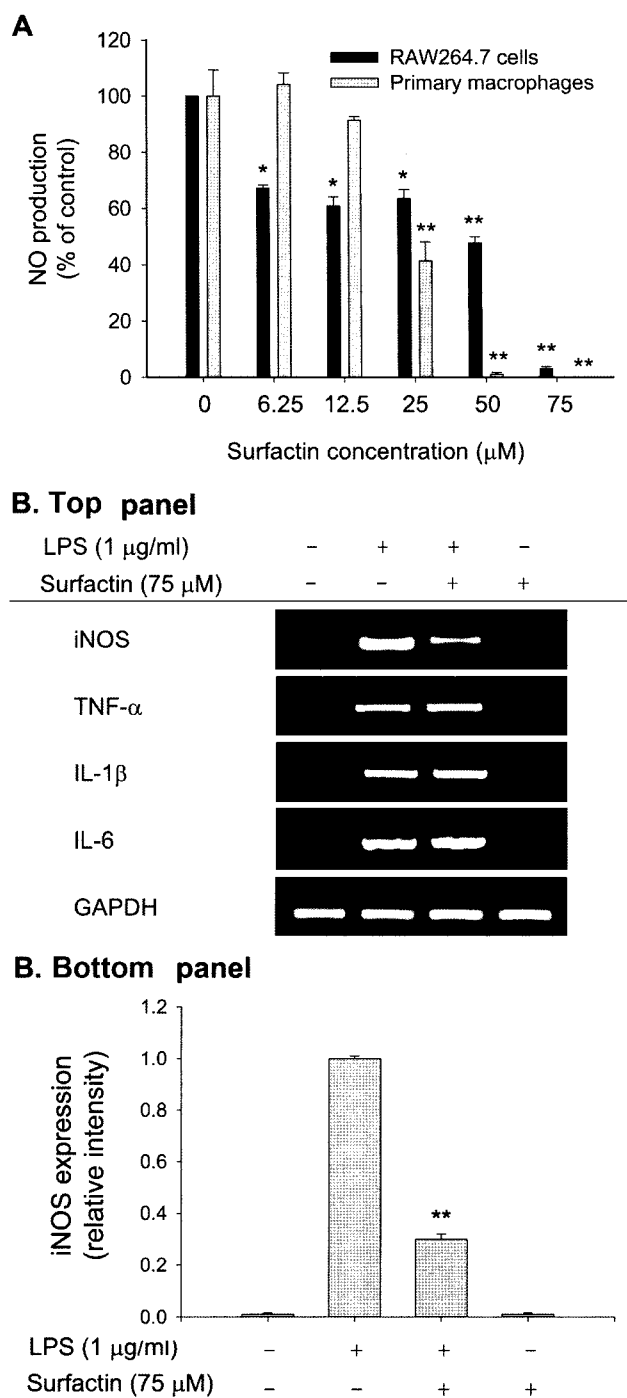 A
RAW264.7 cells
Primary macrophages
NO production
(% of control)
120
100
80
60
40
20
0
* * * ** ** ** ** **
0 6.25 12.5 25 50 75
Surfactin concentration (μM)
B. Top panel
LPS (1 μg/ml) – + + –
Surfactin (75 μM) – – + +
iNOS
TNF-α
IL-1β
IL-6
GAPDH
B. Bottom panel
iNOS expression
(relative intensity)
1.2
1.0
0.8
0.6
0.4
0.2
0.0
**
LPS (1 μg/ml) – + + –
Surfactin (75 μM) – – + +